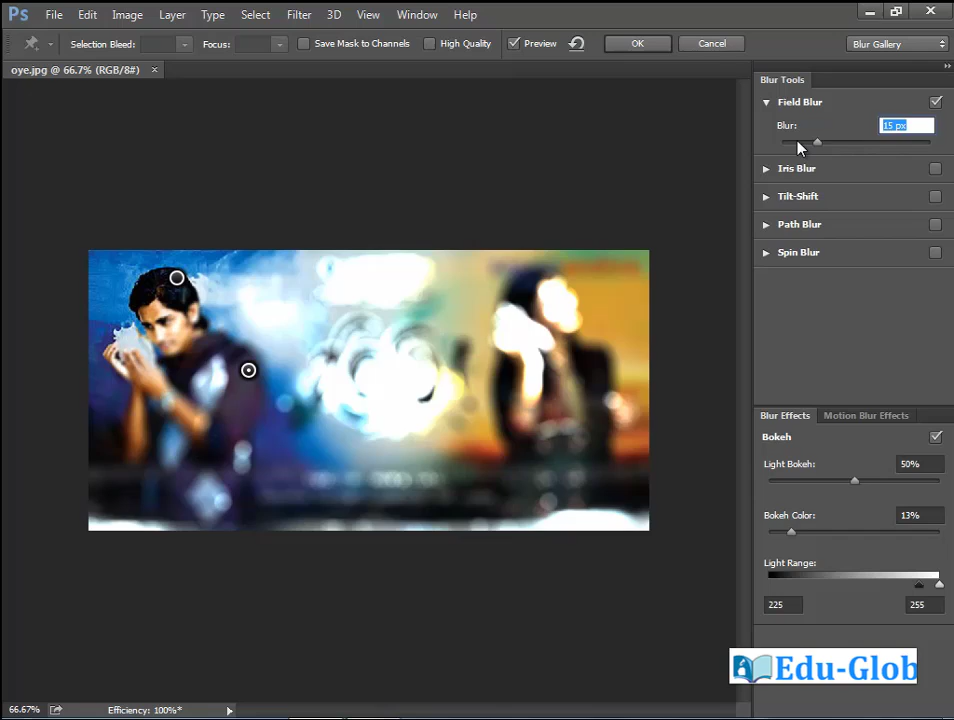 Ps File Edit Image Layer Type Select Filter 3D View Window Help
Selection Bleed: Focus: Save Mask to Channels High Quality Preview OK Cancel Blur Gallery
oye.jpg @ 66.7% (RGB/8#) ×
Blur Tools
Field Blur
Blur: 15 px
Iris Blur
Tilt-Shift
Path Blur
Spin Blur
Blur Effects Motion Blur Effects
Bokeh
Light Bokeh: 50%
Bokeh Color: 13%
Light Range:
225 255
Edu-Glob
66.67% Efficiency: 100%*